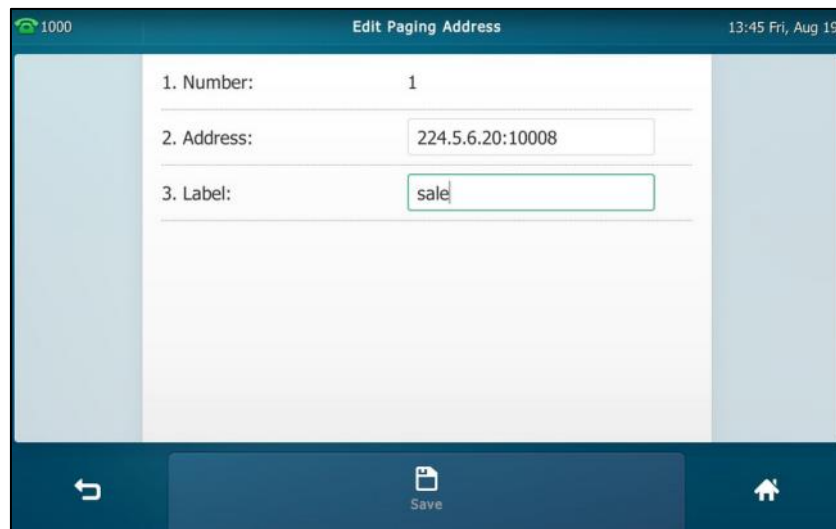 1000 Edit Paging Address 13:45 Fri, Aug 19
1. Number: 1
2. Address: 224.5.6.20:10008
3. Label: sale
Save